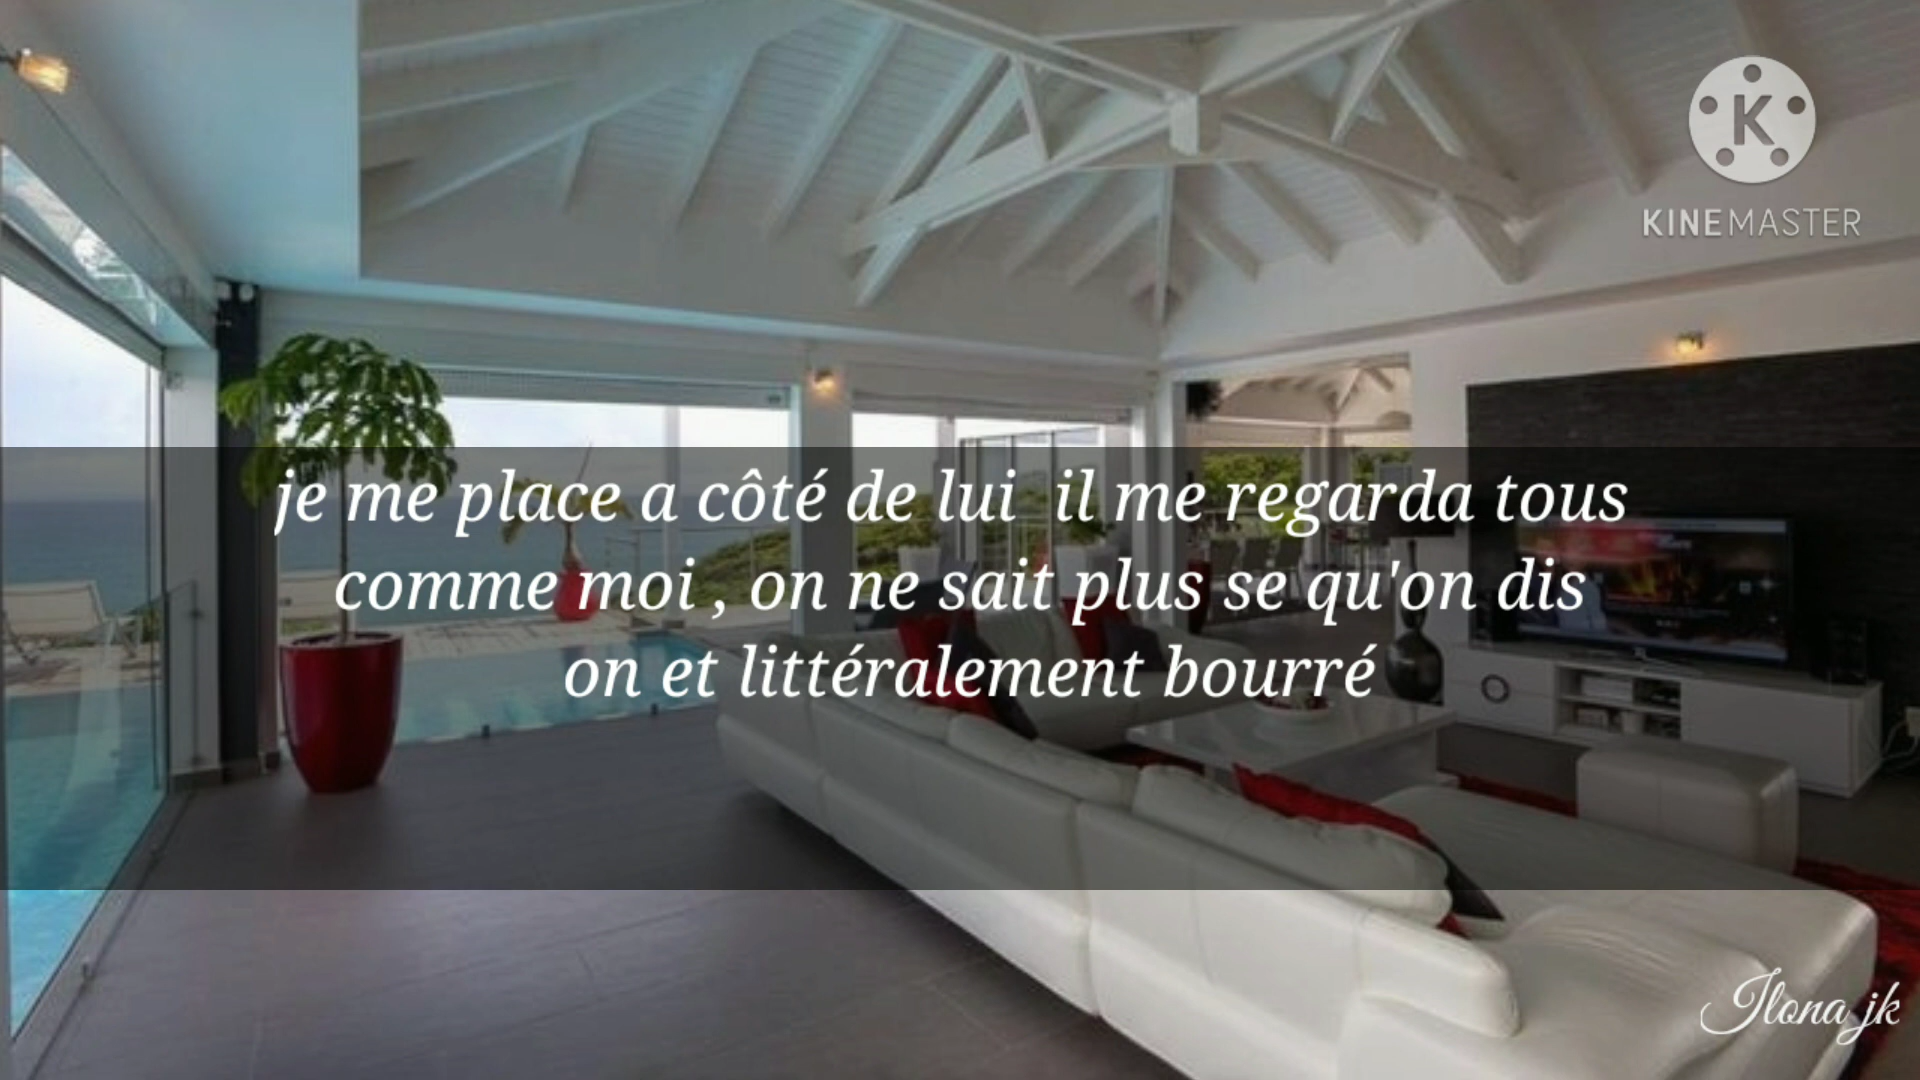 KINEMASTER
je me place a côté de lui il me regarda tous
comme moi , on ne sait plus se qu'on dis
on et littéralement bourré
Ilona jk